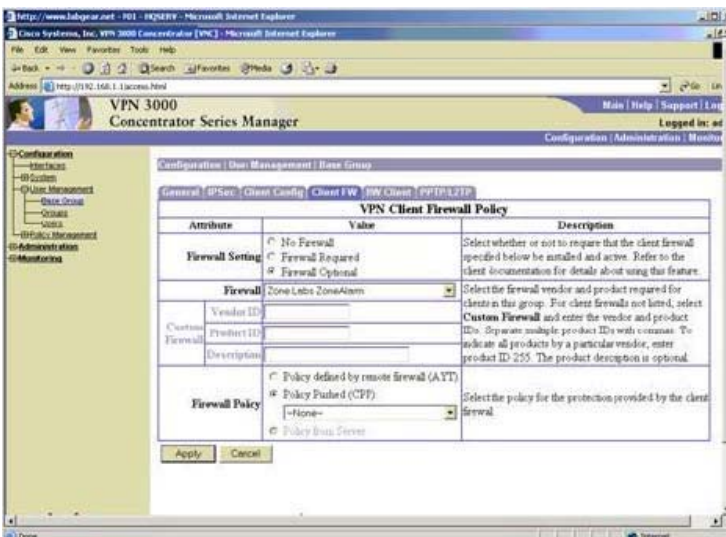 http://www.labgear.net - F01 - HQSERV - Microsoft Internet Explorer
Cisco Systems, Inc. VPN 3000 Concentrator [VNC] - Microsoft Internet Explorer
File Edit View Favorites Tools Help
Back Search Favorites Media
Address http://192.168.1.1/access.html Go
VPN 3000
Concentrator Series Manager
Main | Help | Support | Log
Logged in: ad
Configuration | Administration | Monitor
Configuration
Interfaces
System
User Management
Base Group
Groups
Users
Policy Management
Administration
Monitoring
Configuration | User Management | Base Group
General IPSec Client Config Client FW HW Client PPTP/L2TP
VPN Client Firewall Policy
Attribute Value Description
Firewall Setting
No Firewall
Firewall Required
Firewall Optional
Select whether or not to require that the client firewall
specified below be installed and active. Refer to the
client documentation for details about using this feature.
Firewall Zone Labs ZoneAlarm
Custom Firewall
Vendor ID
Product ID
Description
Select the firewall vendor and product required for
clients in this group. For client firewalls not listed, select
Custom Firewall and enter the vendor and product
IDs. Separate multiple product IDs with commas. To
indicate all products by a particular vendor, enter
product ID 255. The product description is optional.
Firewall Policy
Policy defined by remote firewall (AYT)
Policy Pushed (CPP):
--None--
Policy from Server
Select the policy for the protection provided by the client
firewall.
Apply Cancel
Done Internet